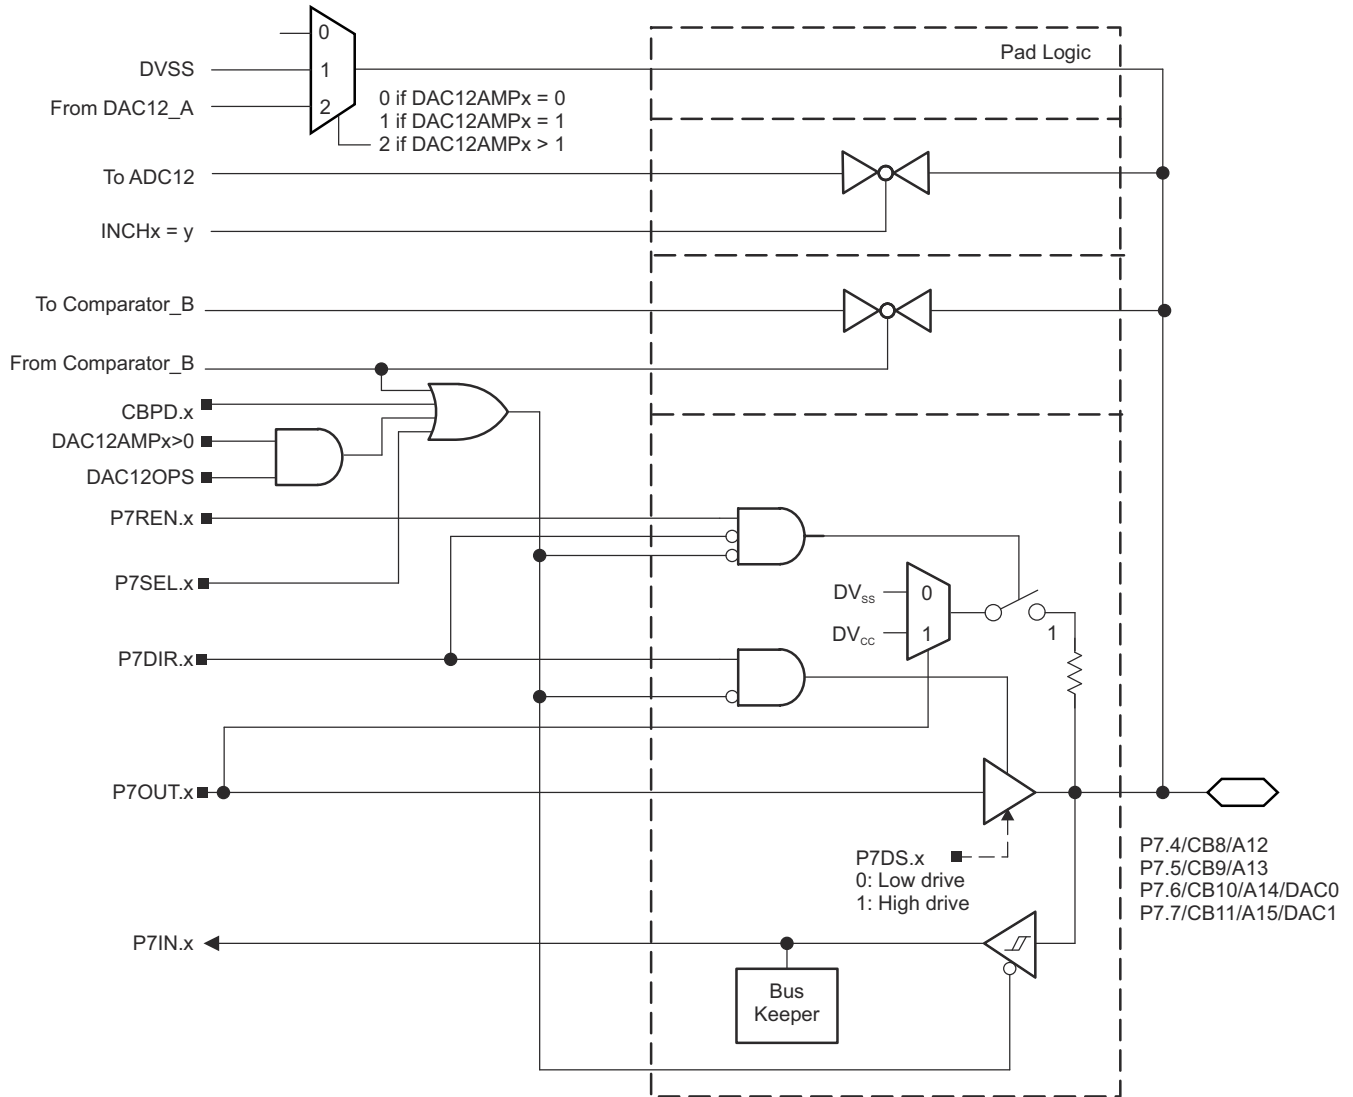 0
DVSS
1
From DAC12_A
2
0 if DAC12AMPx = 0
1 if DAC12AMPx = 1
2 if DAC12AMPx > 1
Pad Logic
To ADC12
INCHx = y
To Comparator_B
From Comparator_B
CBPD.x
DAC12AMPx>0
DAC12OPS
P7REN.x
P7SEL.x
DVSS
0
DVCC
1
1
P7DIR.x
P7OUT.x
P7DS.x
0: Low drive
1: High drive
P7.4/CB8/A12
P7.5/CB9/A13
P7.6/CB10/A14/DAC0
P7.7/CB11/A15/DAC1
P7IN.x
Bus
Keeper